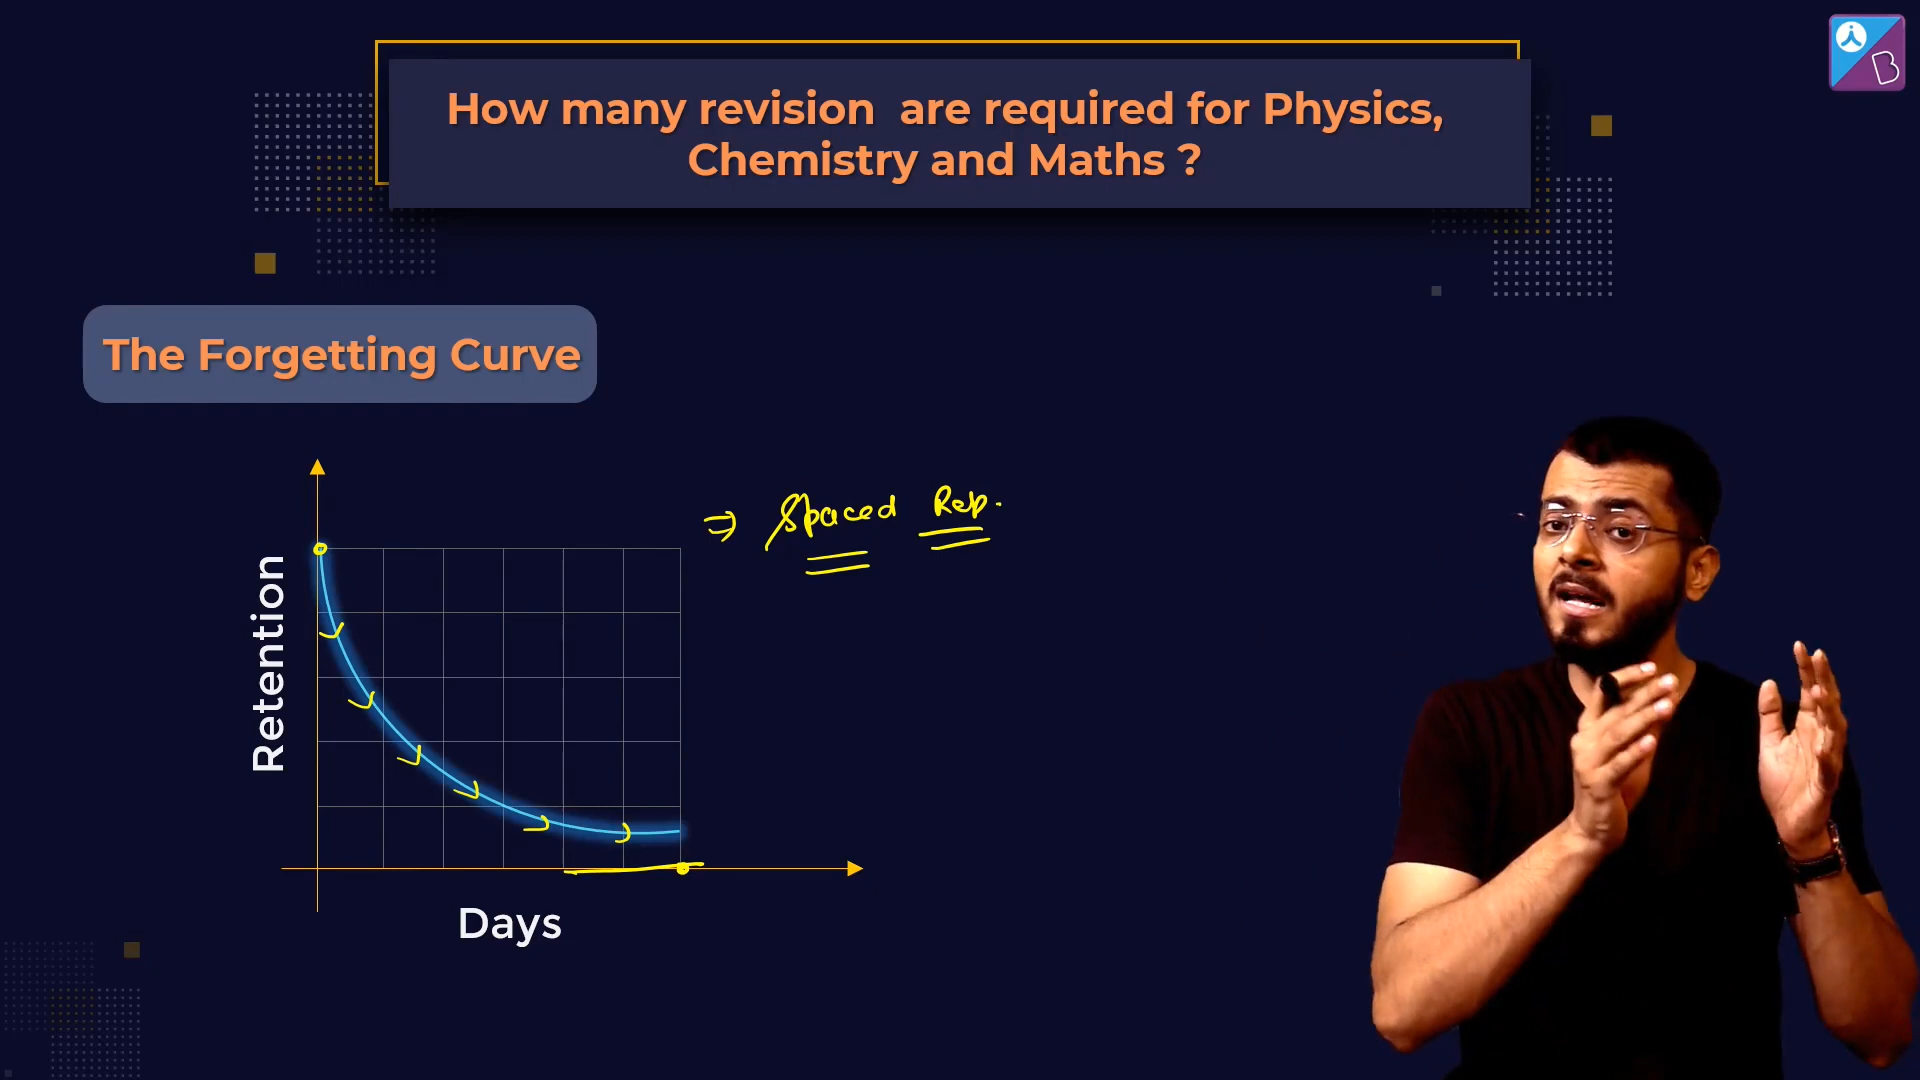 How many revision are required for Physics,
Chemistry and Maths ?
The Forgetting Curve
⇒ Spaced Rep.
Retention
Days
B